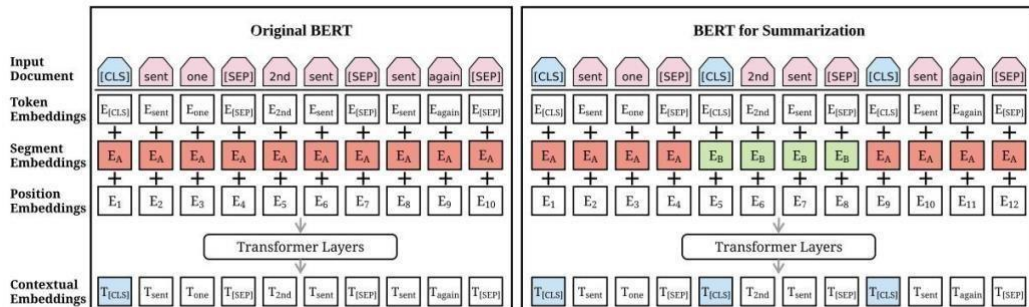 Original BERT
BERT for Summarization
Input Document
[CLS] sent one [SEP] 2nd sent [SEP] sent again [SEP]
[CLS] sent one [SEP] [CLS] 2nd sent [SEP] [CLS] sent again [SEP]
Token Embeddings
E[CLS] Esent Eone E[SEP] E2nd Esent E[SEP] Esent Eagain E[SEP]
E[CLS] Esent Eone E[SEP] E[CLS] E2nd Esent E[SEP] E[CLS] Esent Eagain E[SEP]
+ + + + + + + + + +
+ + + + + + + + + + + +
Segment Embeddings
EA EA EA EA EA EA EA EA EA EA
EA EA EA EA EB EB EB EB EA EA EA EA
+ + + + + + + + + +
+ + + + + + + + + + + +
Position Embeddings
E1 E2 E3 E4 E5 E6 E7 E8 E9 E10
E1 E2 E3 E4 E5 E6 E7 E8 E9 E10 E11 E12
Transformer Layers
Transformer Layers
Contextual Embeddings
T[CLS] Tsent Tone T[SEP] T2nd Tsent T[SEP] Tsent Tagain T[SEP]
T[CLS] Tsent Tone T[SEP] T[CLS] T2nd Tsent T[SEP] T[CLS] Tsent Tagain T[SEP]